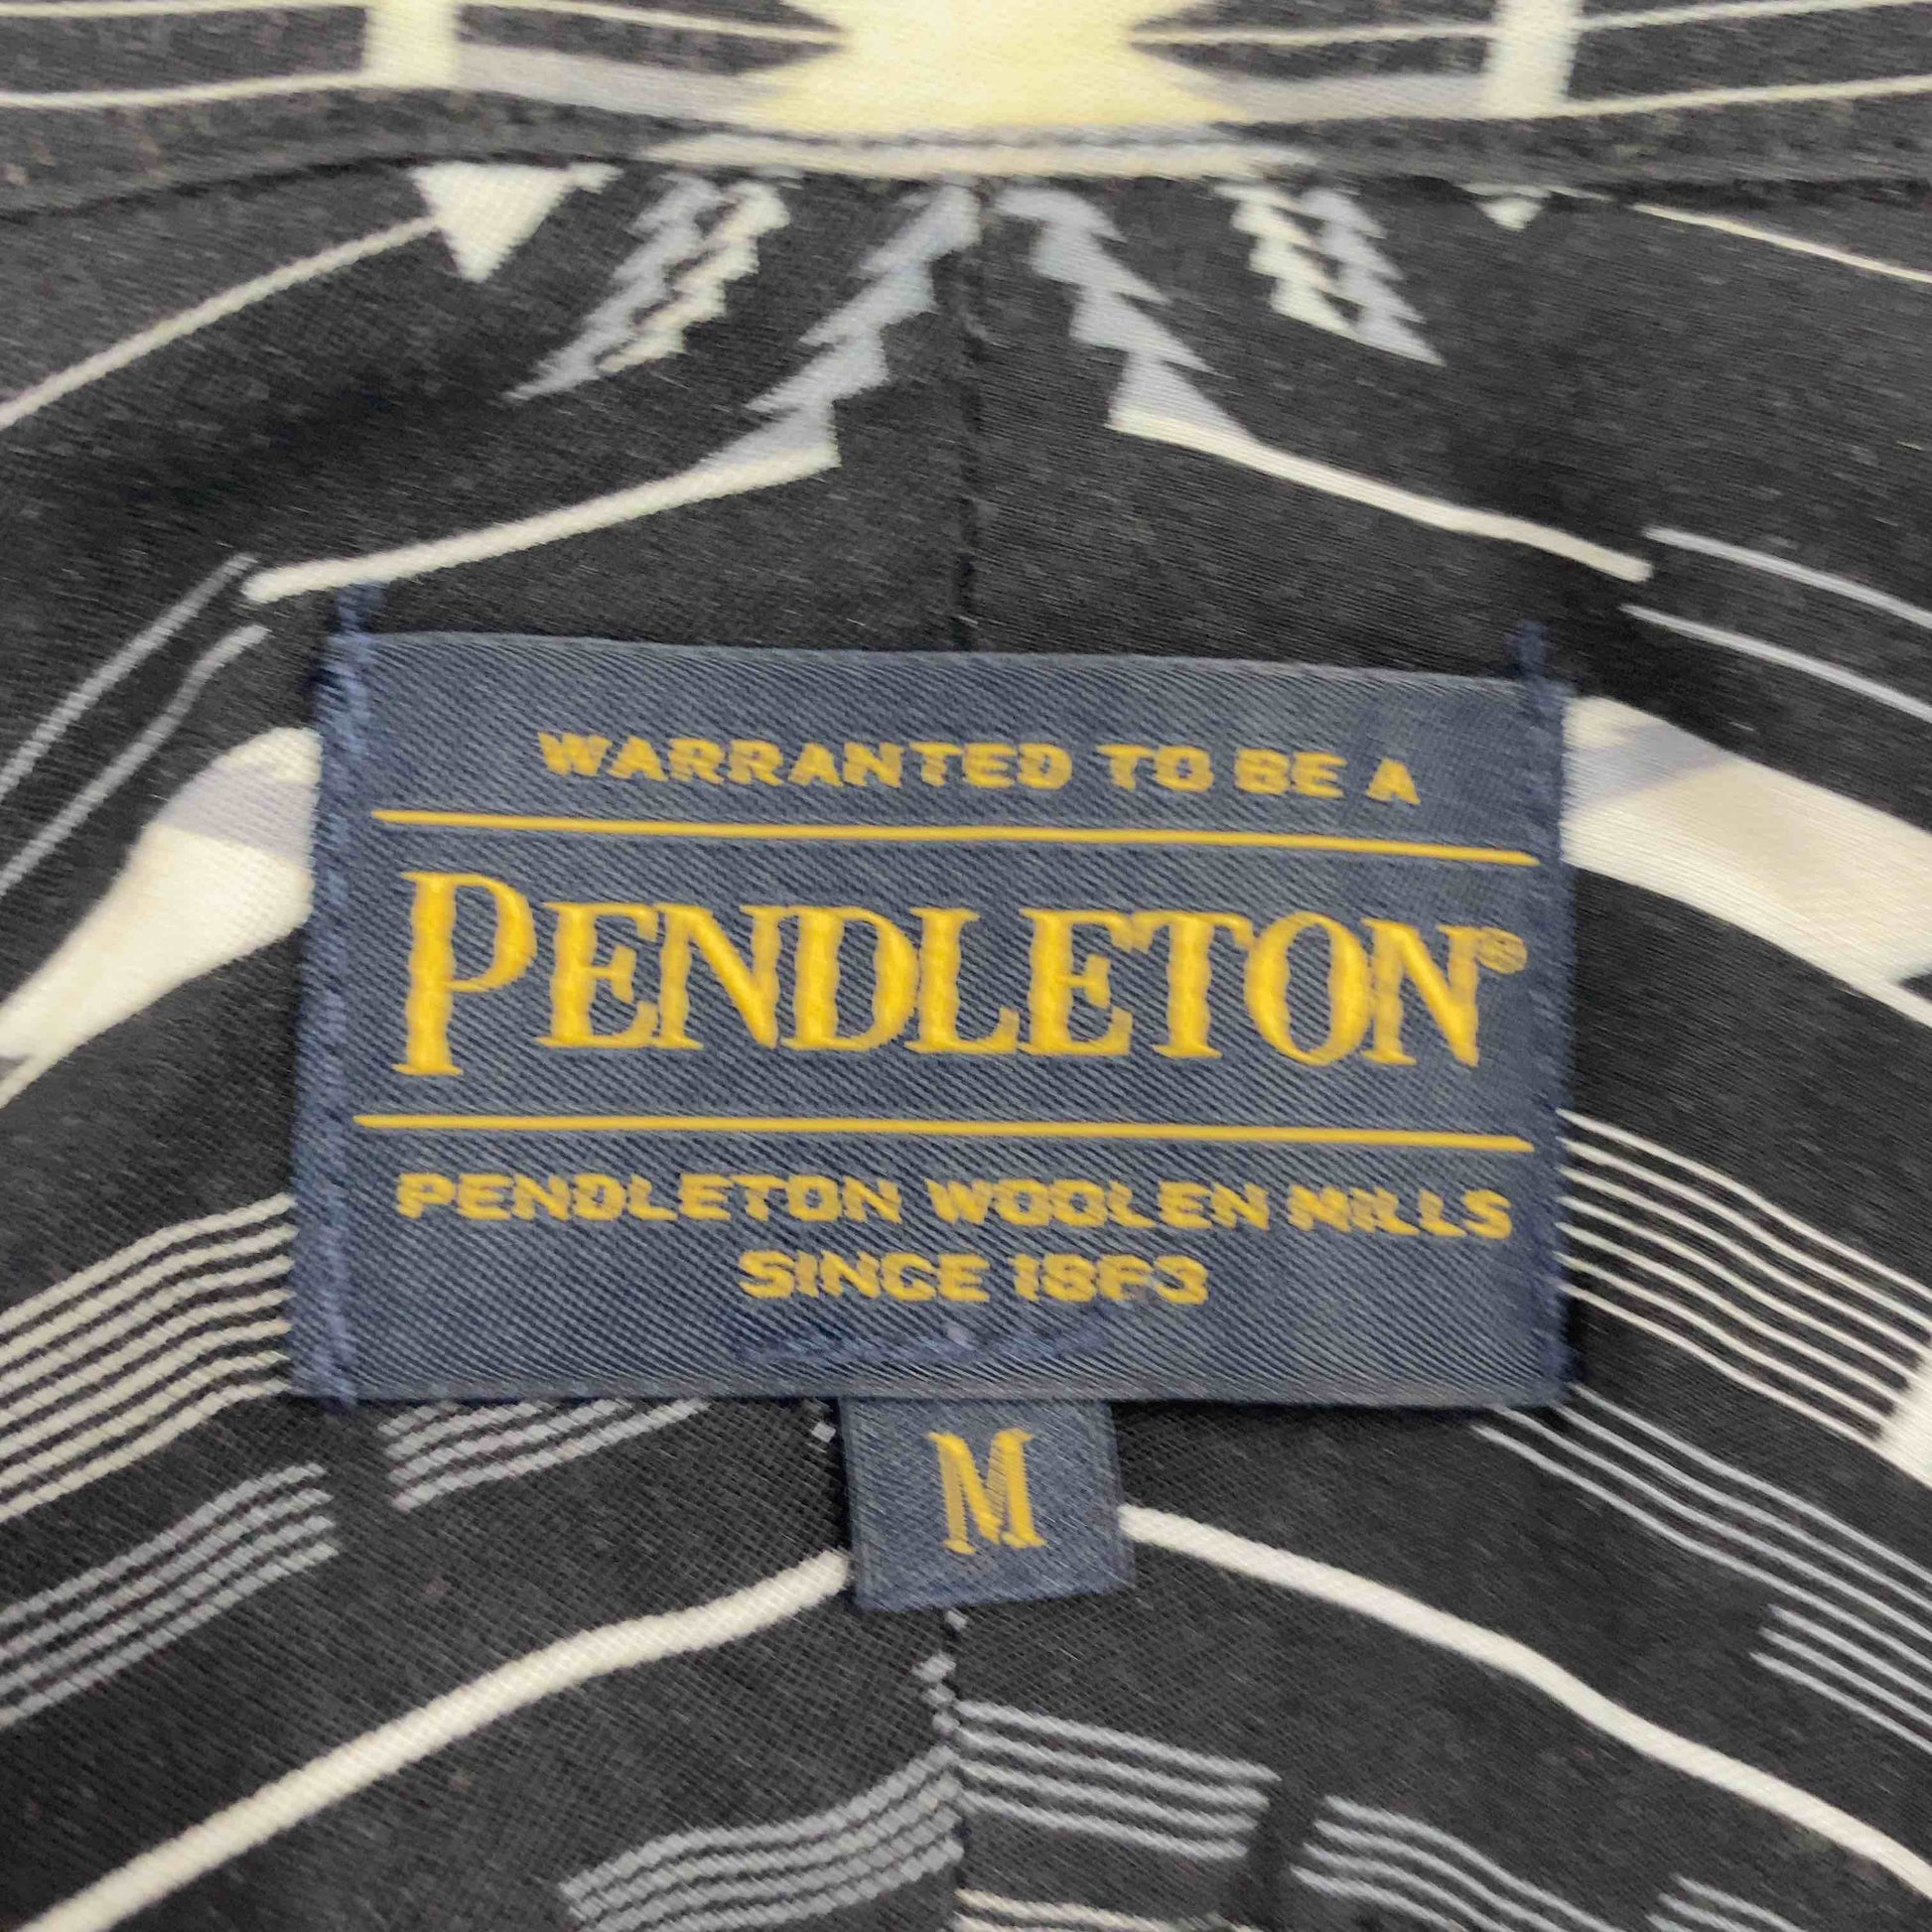 WARRANTED TO BE A
PENDLETON®
PENDLETON WOOLEN MILLS
SINCE 1863
M